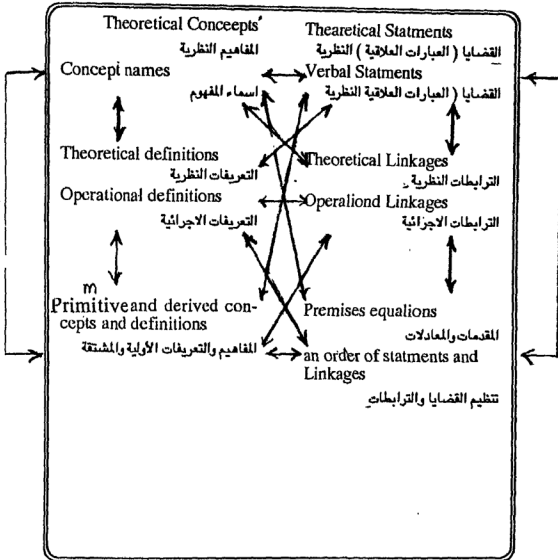 Theoretical Conceepts'
المفاهيم النظرية
Concepi names
اسماء المفهوم
Theoretical definitions
التعريفات النظرية
Operational definitions
التعريفات الاجرائية
m
Primitive and derived con-
cepts and definitions
المفاهيم والتعريفات الأولية والمشتقة
Thearetical Statments
القضايا ( العبارات العلاقية ) النظرية
Verbal Statments
القضايا ( العبارات العلاقية النظرية
Theoretical Linkages
الترابطات النظرية
Operaliond Linkages
الترابطات الاجرائية
Premises equalions
المقدمات والمعادلات
an order of statments and
Linkages
تنظيم القضايا والترابطات